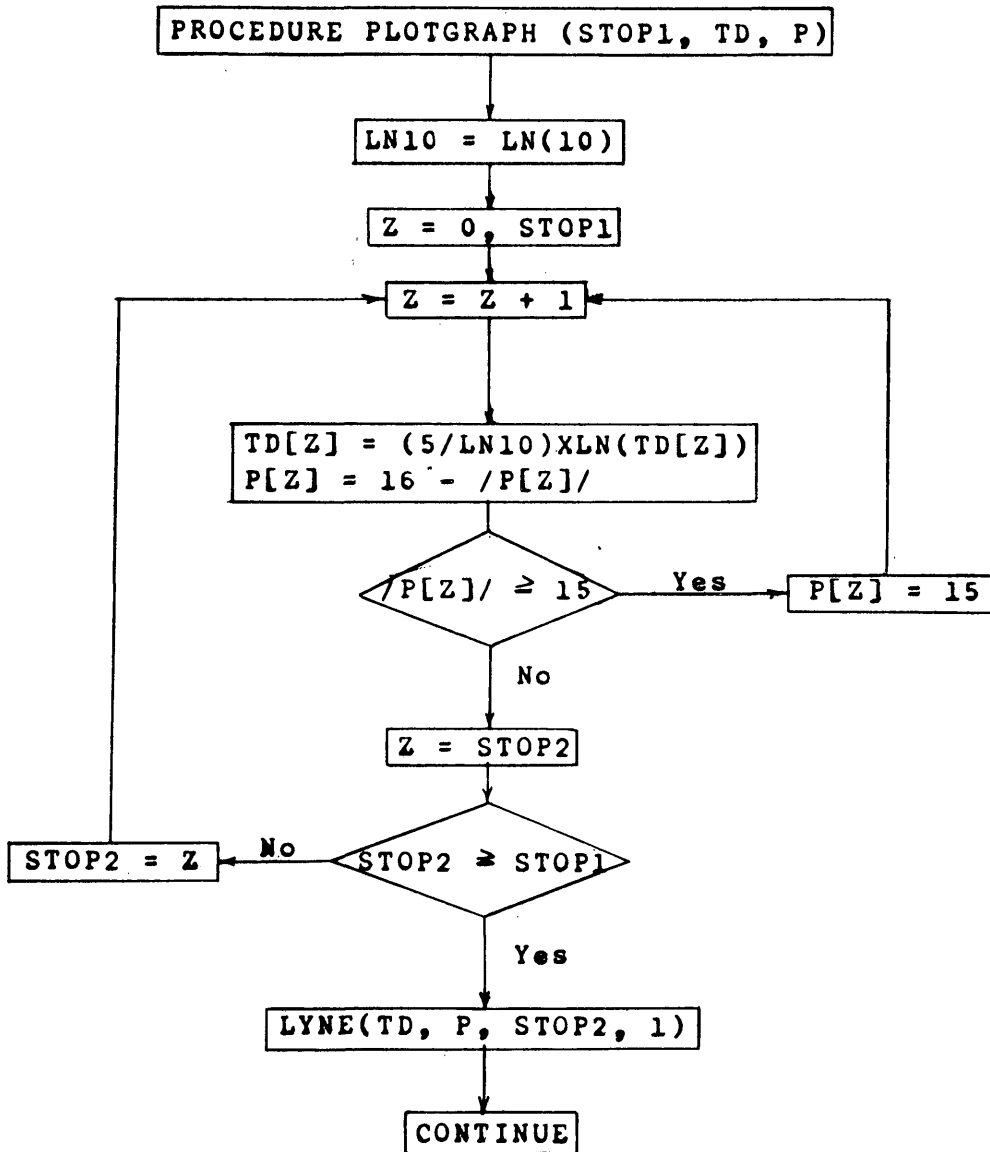 PROCEDURE PLOTGRAPH (STOP1, TD, P)
LN10 = LN(10)
Z = 0, STOP1
Z = Z + 1
TD[Z] = (5/LN10)XLN(TD[Z])
P[Z] = 16 - /P[Z]/
/P[Z]/ ≥ 15
Yes
P[Z] = 15
No
Z = STOP2
STOP2 ≥ STOP1
No
STOP2 = Z
Yes
LYNE(TD, P, STOP2, 1)
CONTINUE